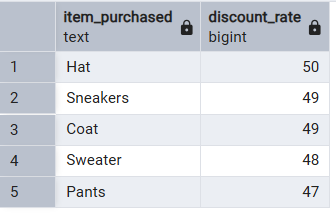 item_purchased discount_rate
text bigint
1 Hat 50
2 Sneakers 49
3 Coat 49
4 Sweater 48
5 Pants 47